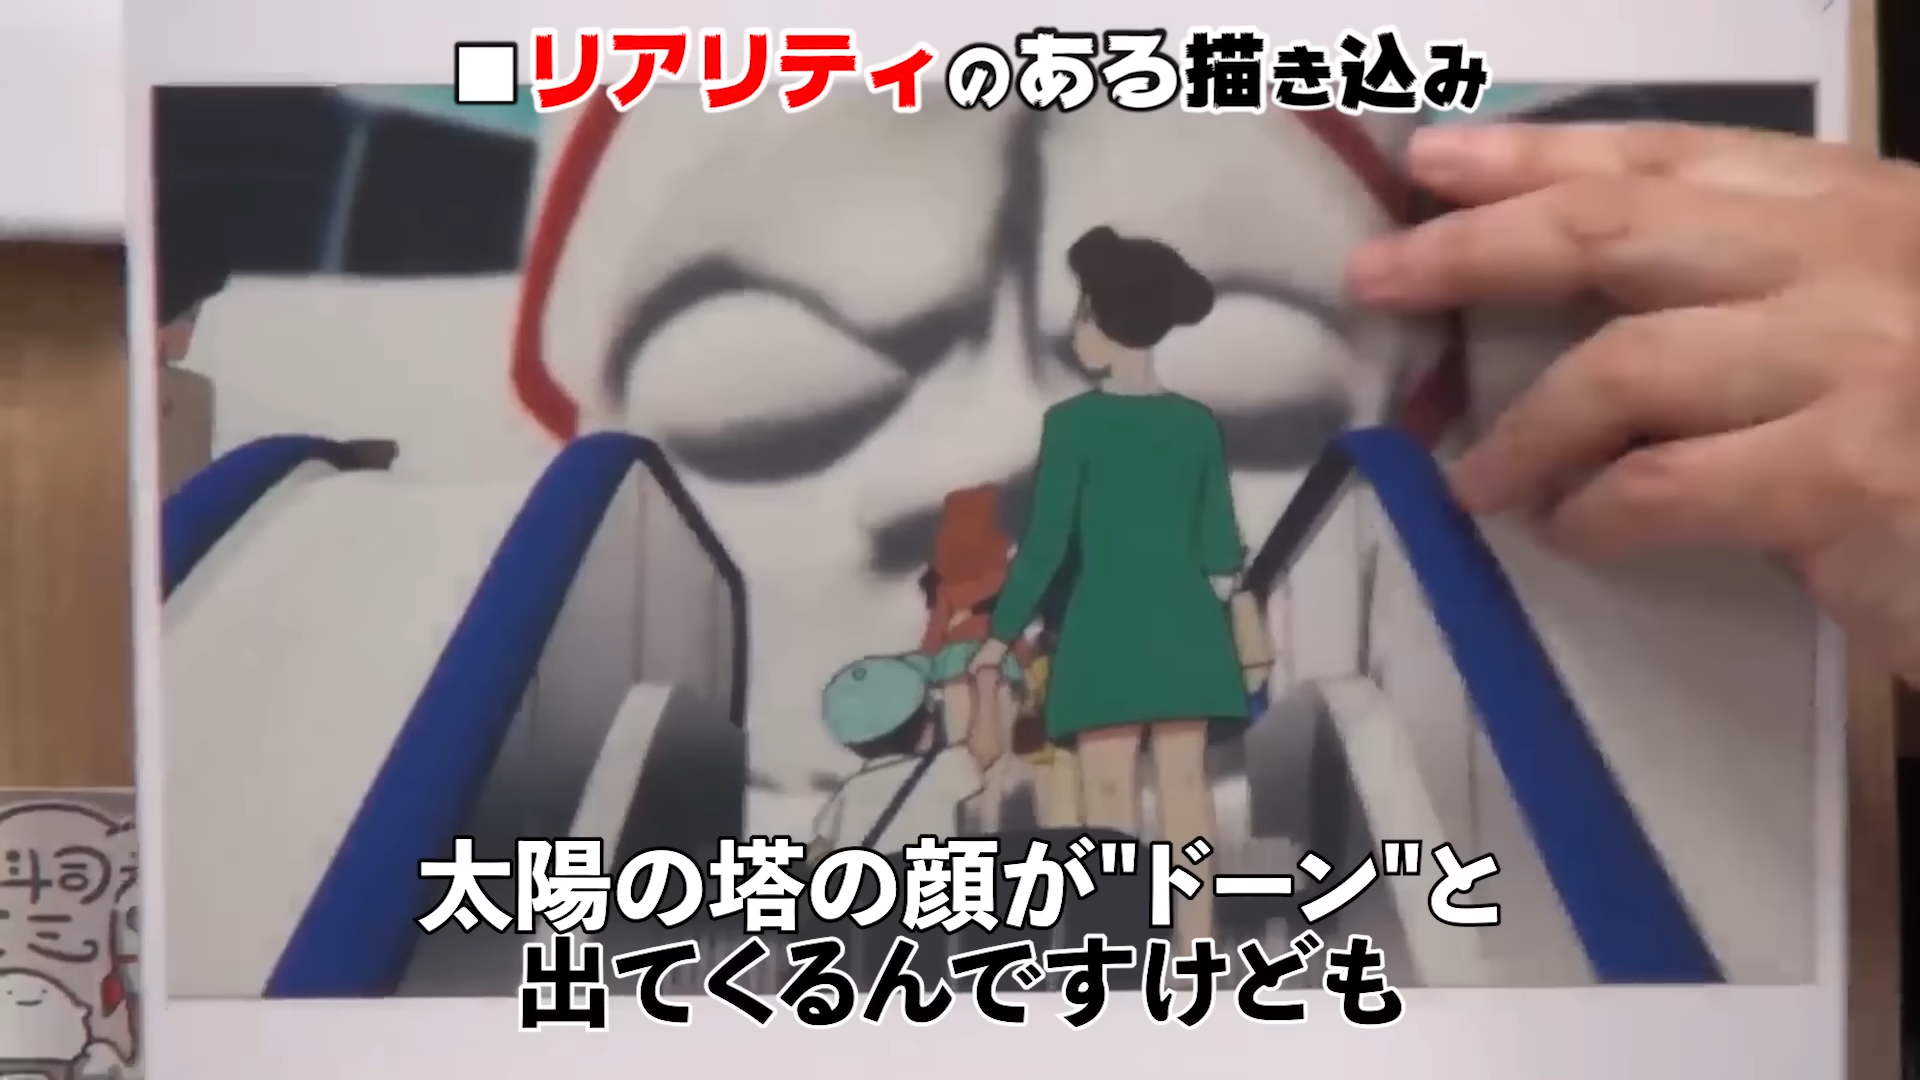 ■リアリティのある描き込み
太陽の塔の顔が"ドーン"と
出てくるんですけども